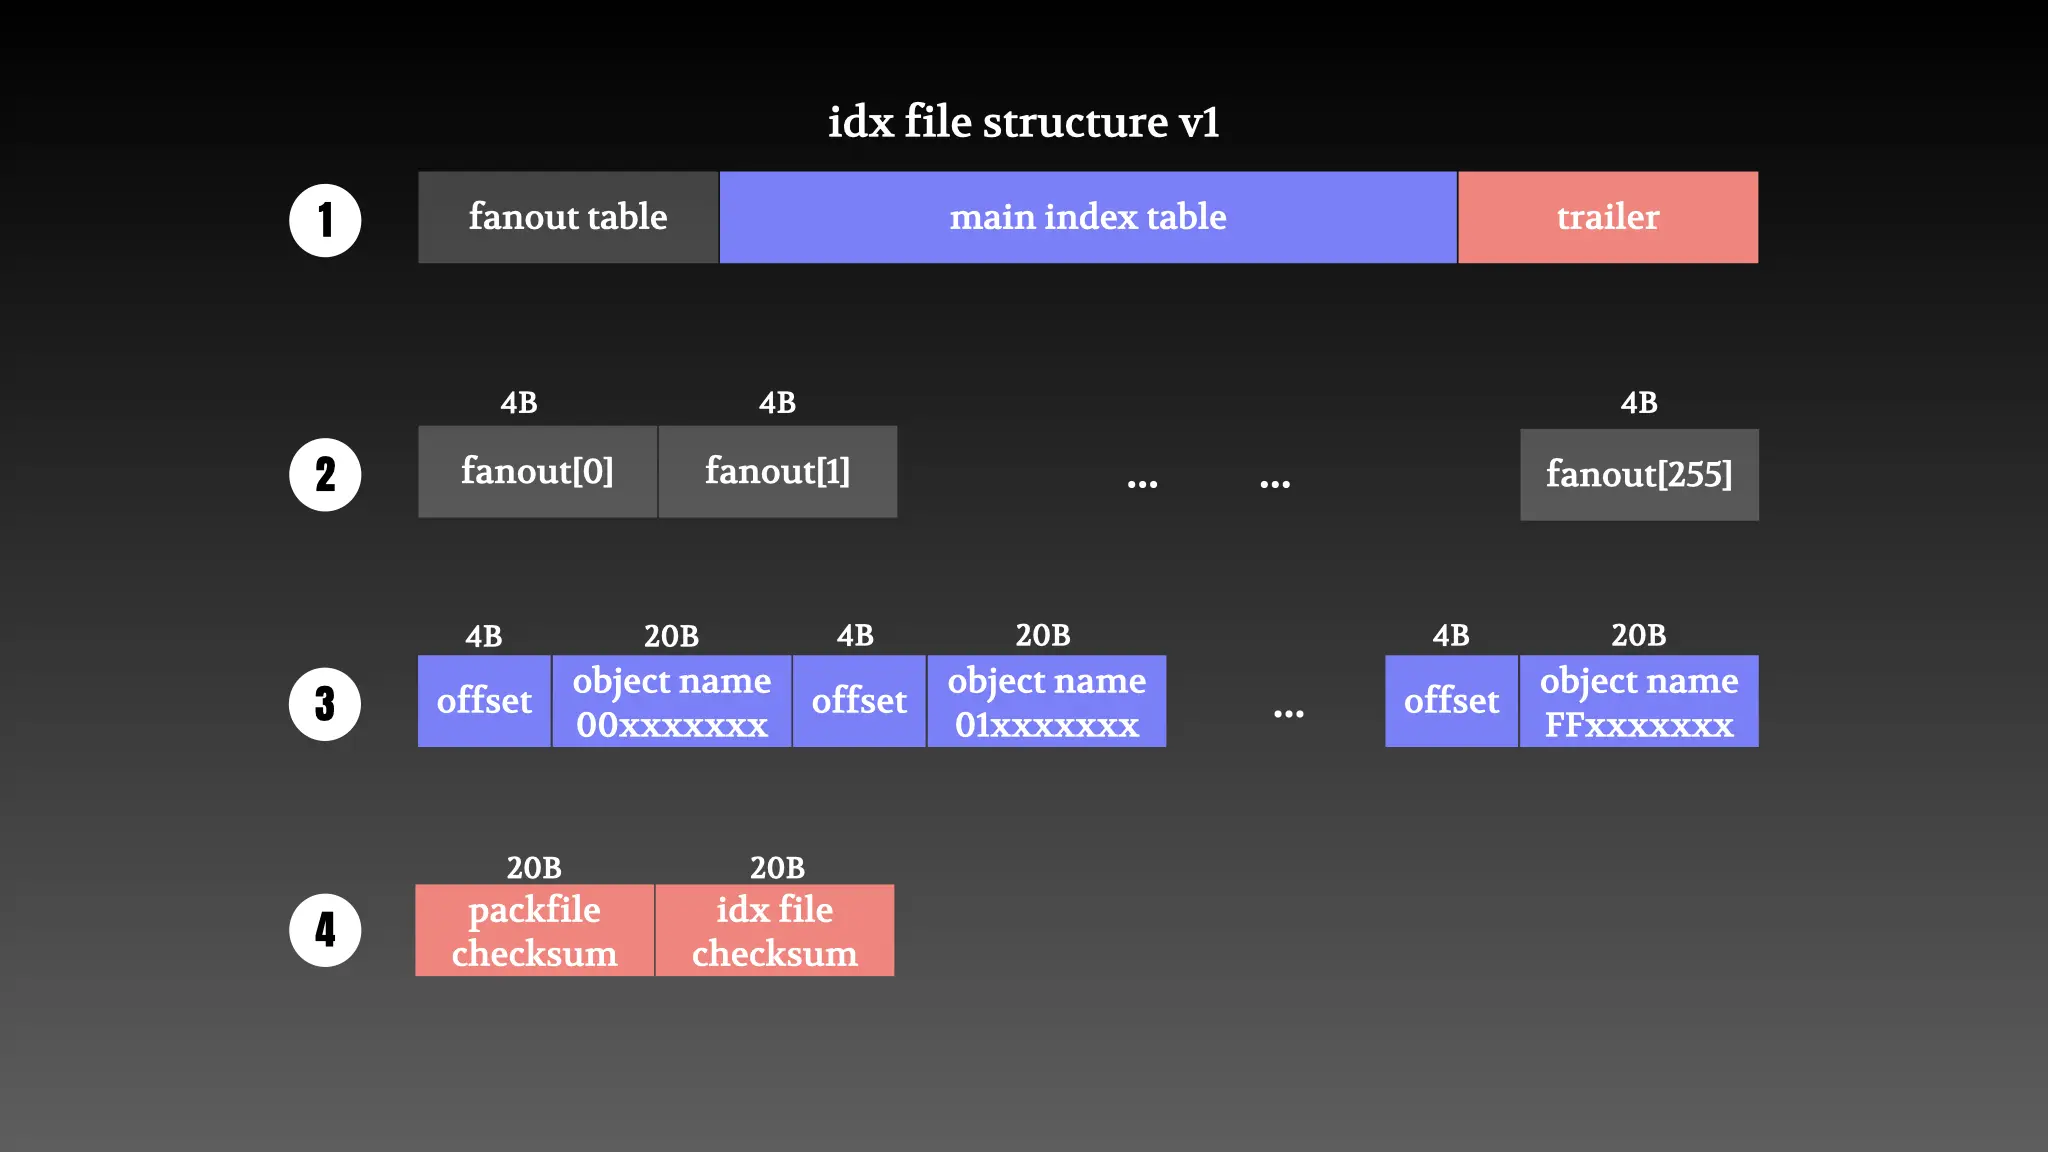 idx file structure v1
1
fanout table
main index table
trailer
4B
4B
4B
2
fanout[0]
fanout[1]
...
...
fanout[255]
4B
20B
4B
20B
4B
20B
3
offset
object name
00xxxxxxx
offset
object name
01xxxxxxx
...
offset
object name
FFxxxxxxx
20B
20B
4
packfile
checksum
idx file
checksum